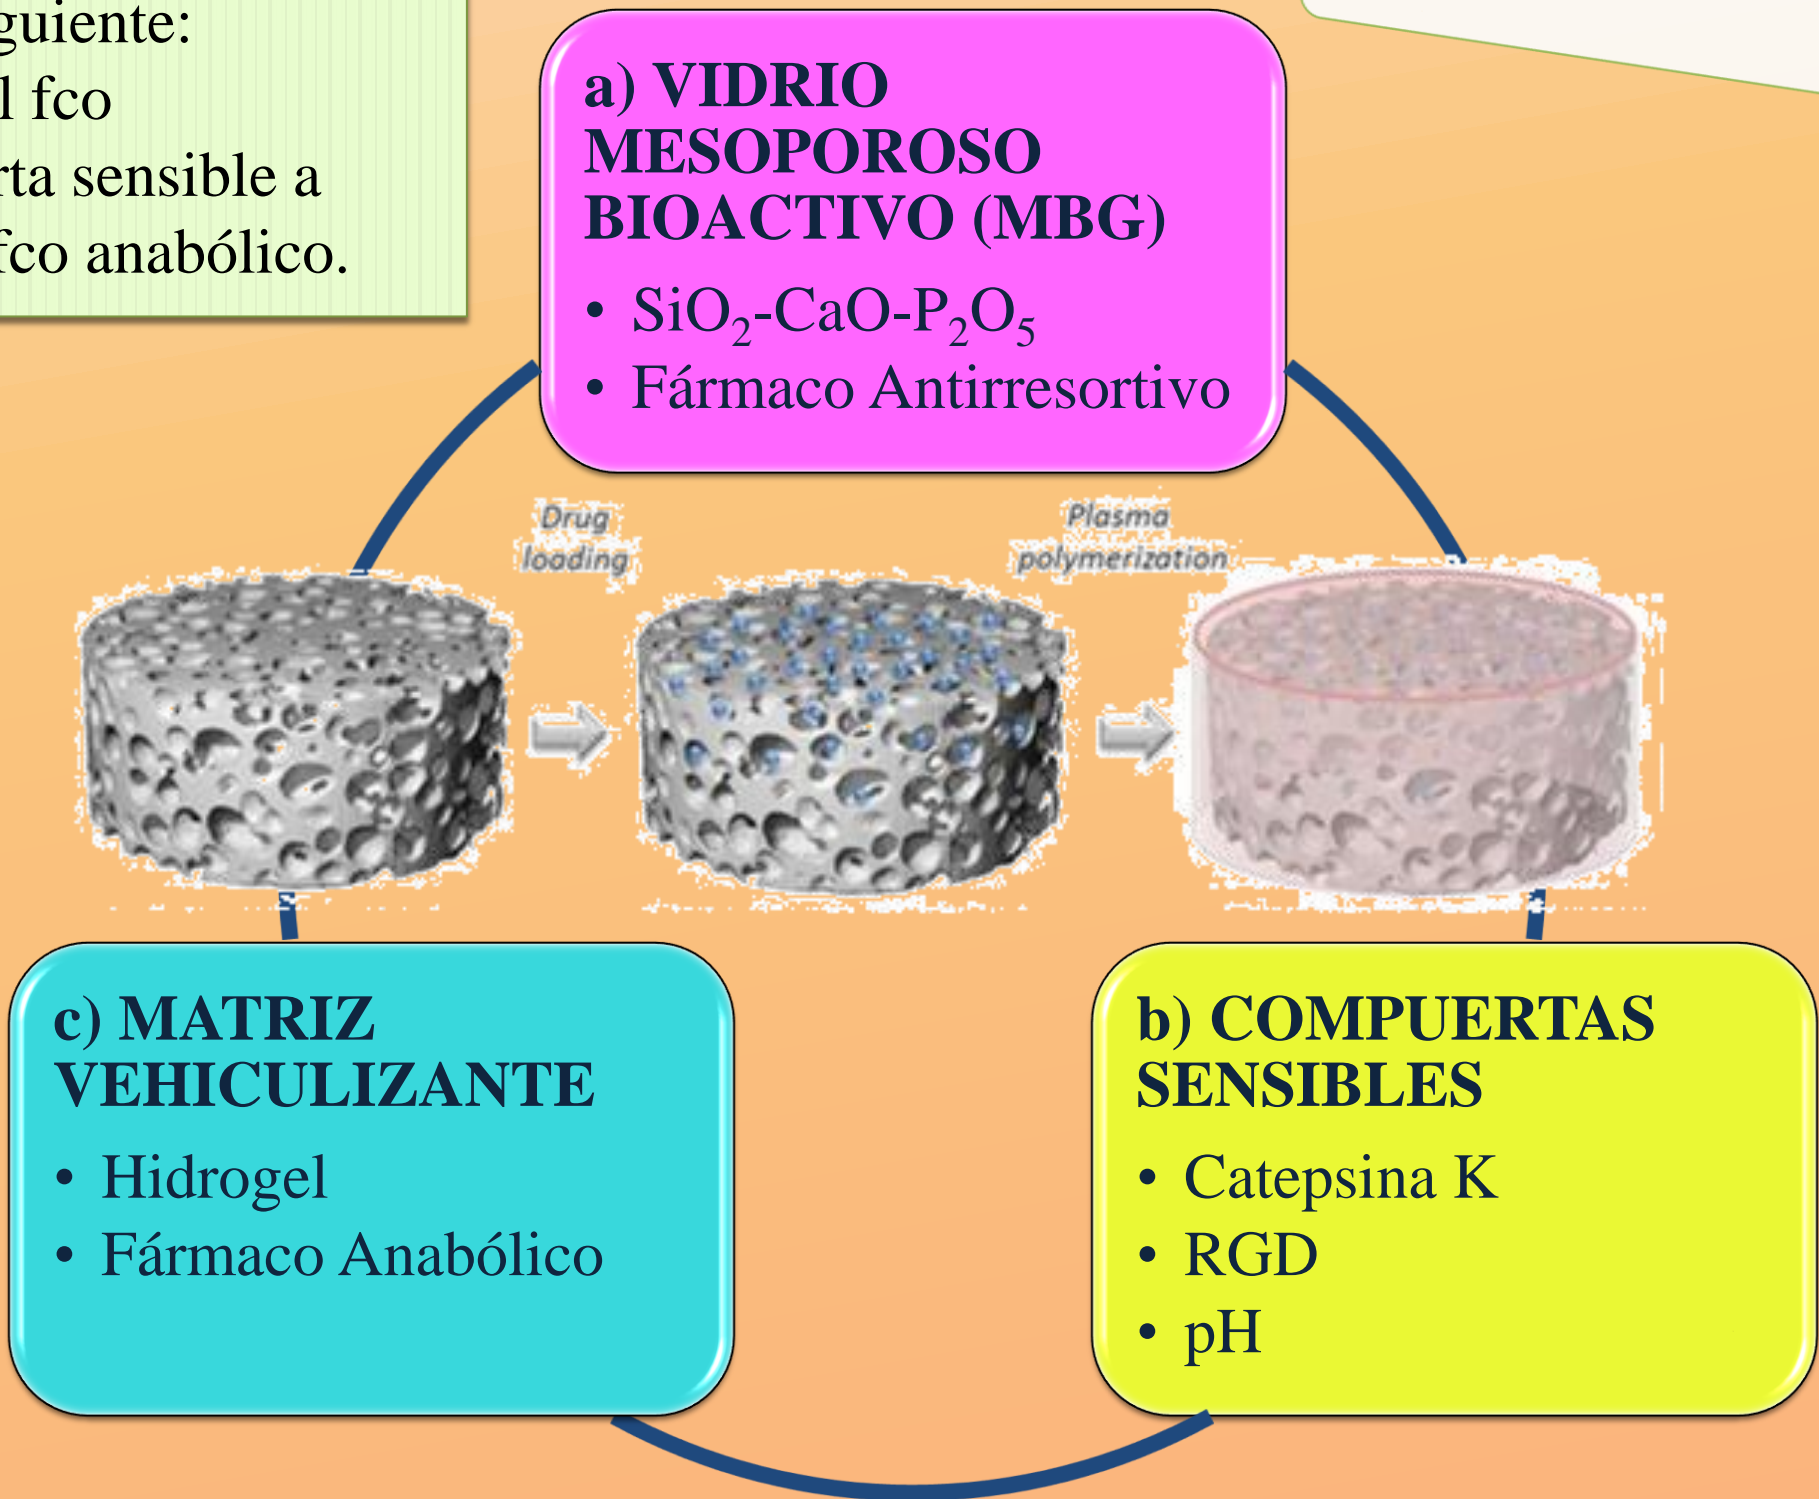 guiente:
l fco
rta sensible a
fco anabólico.
a) VIDRIO
MESOPOROSO
BIOACTIVO (MBG)
• SiO₂-CaO-P₂O₅
• Fármaco Antirresortivo
Drug
loading
Plasma
polymerization
c) MATRIZ
VEHICULIZANTE
• Hidrogel
• Fármaco Anabólico
b) COMPUERTAS
SENSIBLES
• Catepsina K
• RGD
• pH